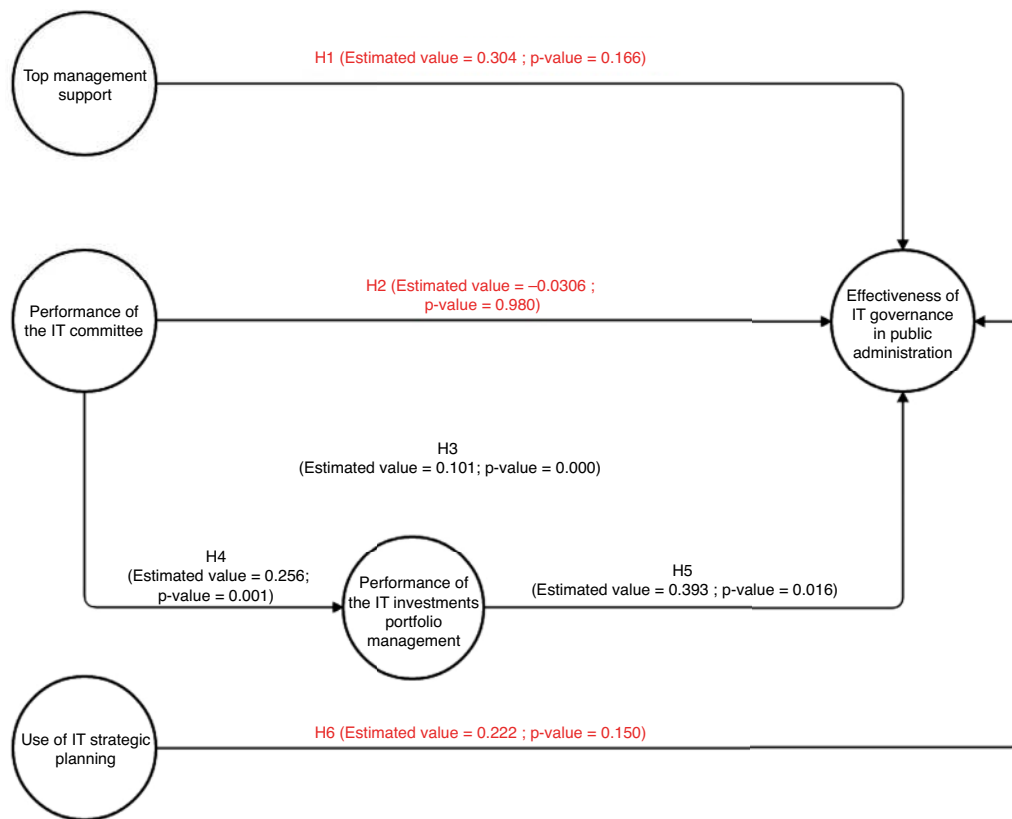 H1 (Estimated value = 0.304 ; p-value = 0.166)
Top management
support
H2 (Estimated value = –0.0306 ;
p-value = 0.980)
Performance of
the IT committee
Effectiveness of
IT governance
in public
administration
H3
(Estimated value = 0.101; p-value = 0.000)
H4
(Estimated value = 0.256;
p-value = 0.001)
Performance of
the IT investments
portfolio
management
H5
(Estimated value = 0.393 ; p-value = 0.016)
H6 (Estimated value = 0.222 ; p-value = 0.150)
Use of IT strategic
planning